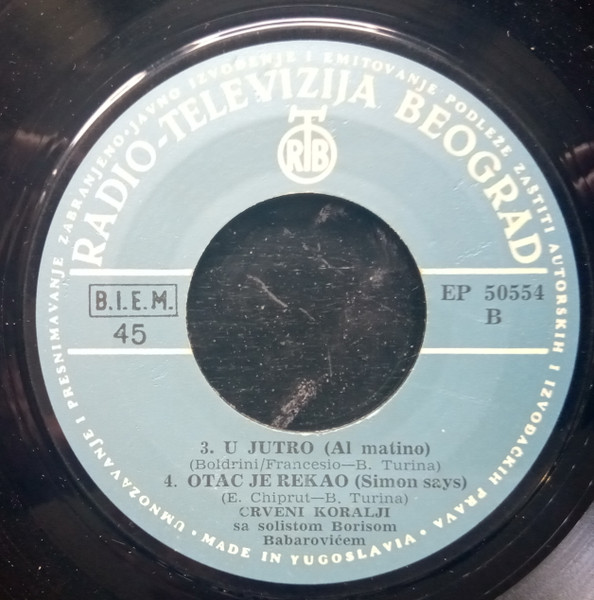 UMNOZAVANJE I PRESNIMAVANJE ZABRANJENO • JAVNO IZVOĐENJE I EMITOVANJE PODLEŽE ZAŠTITI AUTORSKIH I IZVOĐAČKIH PRAVA
RADIO-TELEVIZIJA BEOGRAD
RTB
B.I.E.M.
45
EP 50554
B
3. U JUTRO (Al matino)
(Boldrini/Francesio—B. Turina)
4. OTAC JE REKAO (Simon says)
(E. Chiprut—B. Turina)
CRVENI KORALJI
sa solistom Borisom
Babarovićem
• MADE IN YUGOSLAVIA •